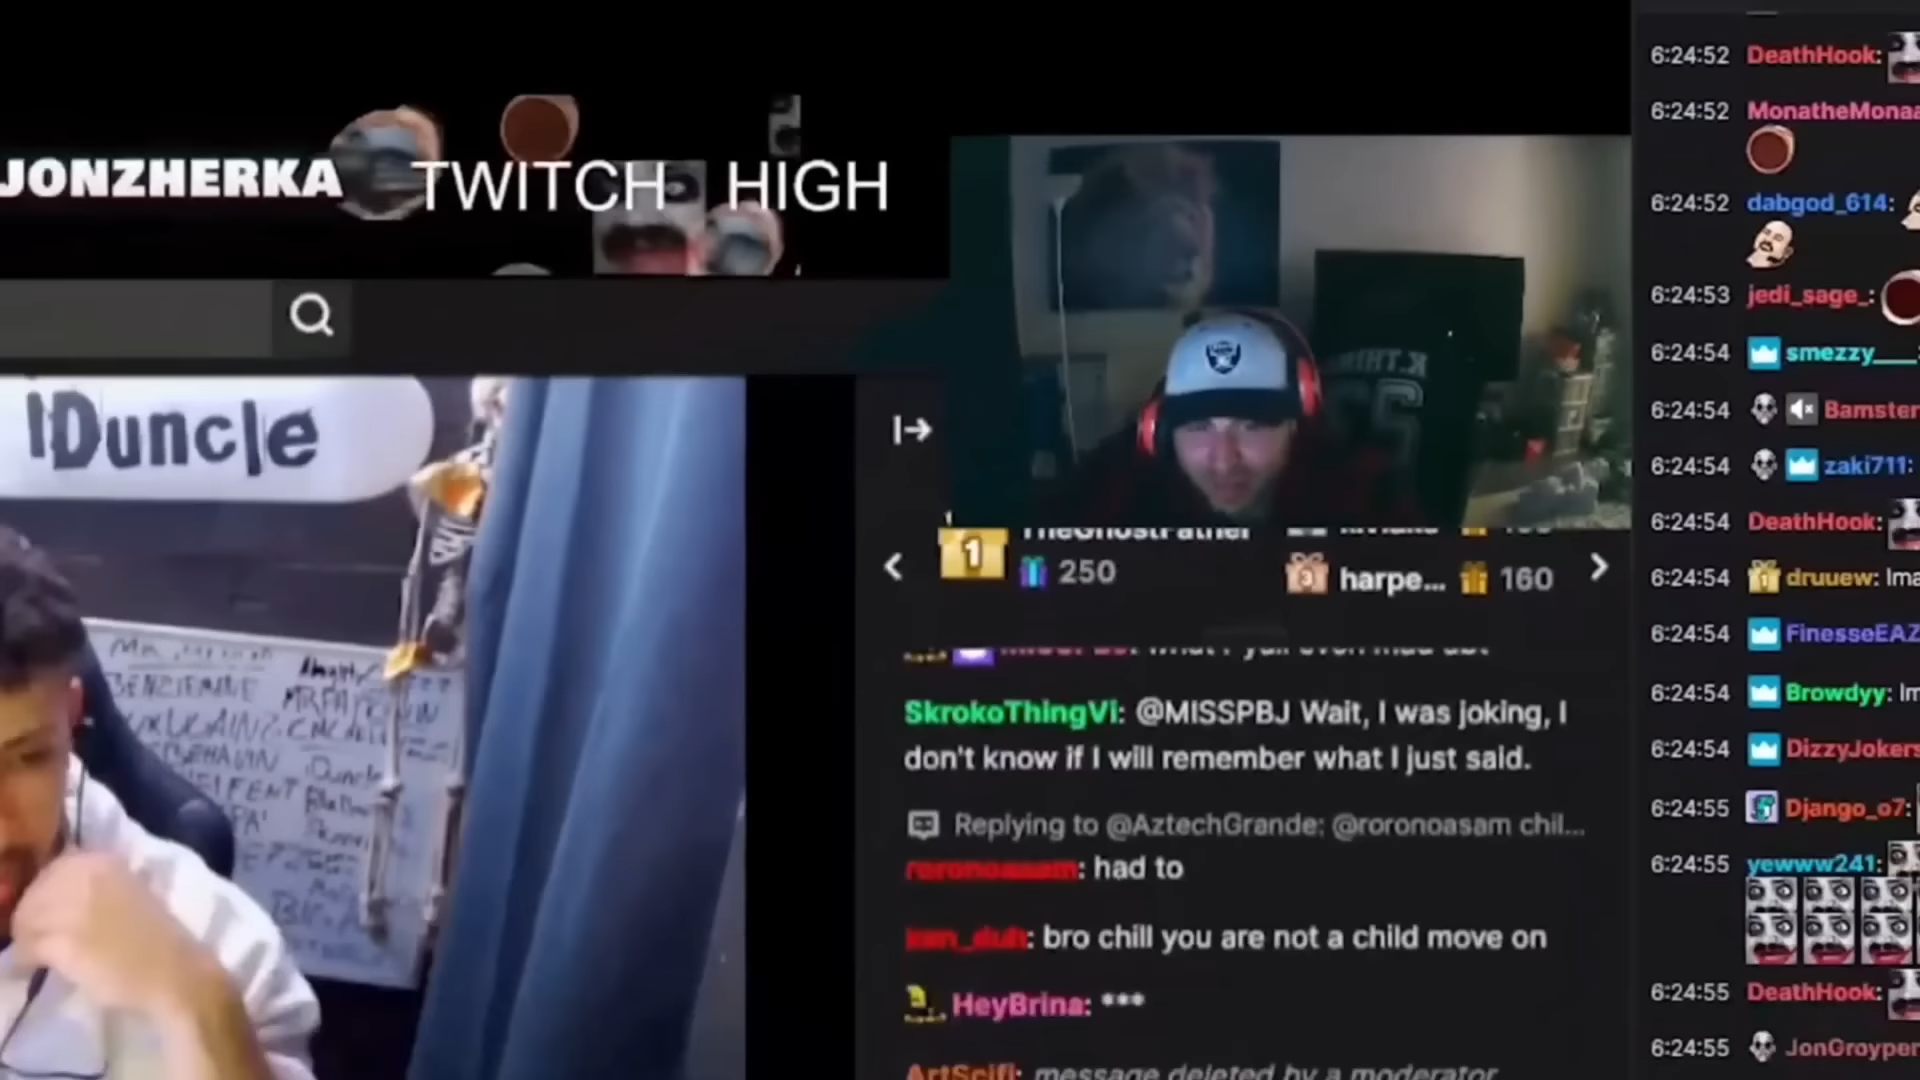 JONZHERKA TWITCH HIGH
IDuncle
K.THIN
22
1
250
3 harpe... 160
SkrokoThingVi: @MISSPBJ Wait, I was joking, I
don't know if I will remember what I just said.
Replying to @AztechGrande: @roronoasam chil...
roronoasam: had to
: bro chill you are not a child move on
HeyBrina: ***
ArtScifi: message deleted by a moderator
6:24:52 DeathHook:
6:24:52 MonatheMonaa
6:24:52 dabgod_614:
6:24:53 jedi_sage_:
6:24:54 smezzy____:
6:24:54 Bamster
6:24:54 zaki711:
6:24:54 DeathHook:
6:24:54 druuew: Ima
6:24:54 FinesseEAZ
6:24:54 Browdyy: Im
6:24:54 DizzyJokers
6:24:55 Django_o7:
6:24:55 yewww241:
6:24:55 DeathHook:
6:24:55 JonGroyper